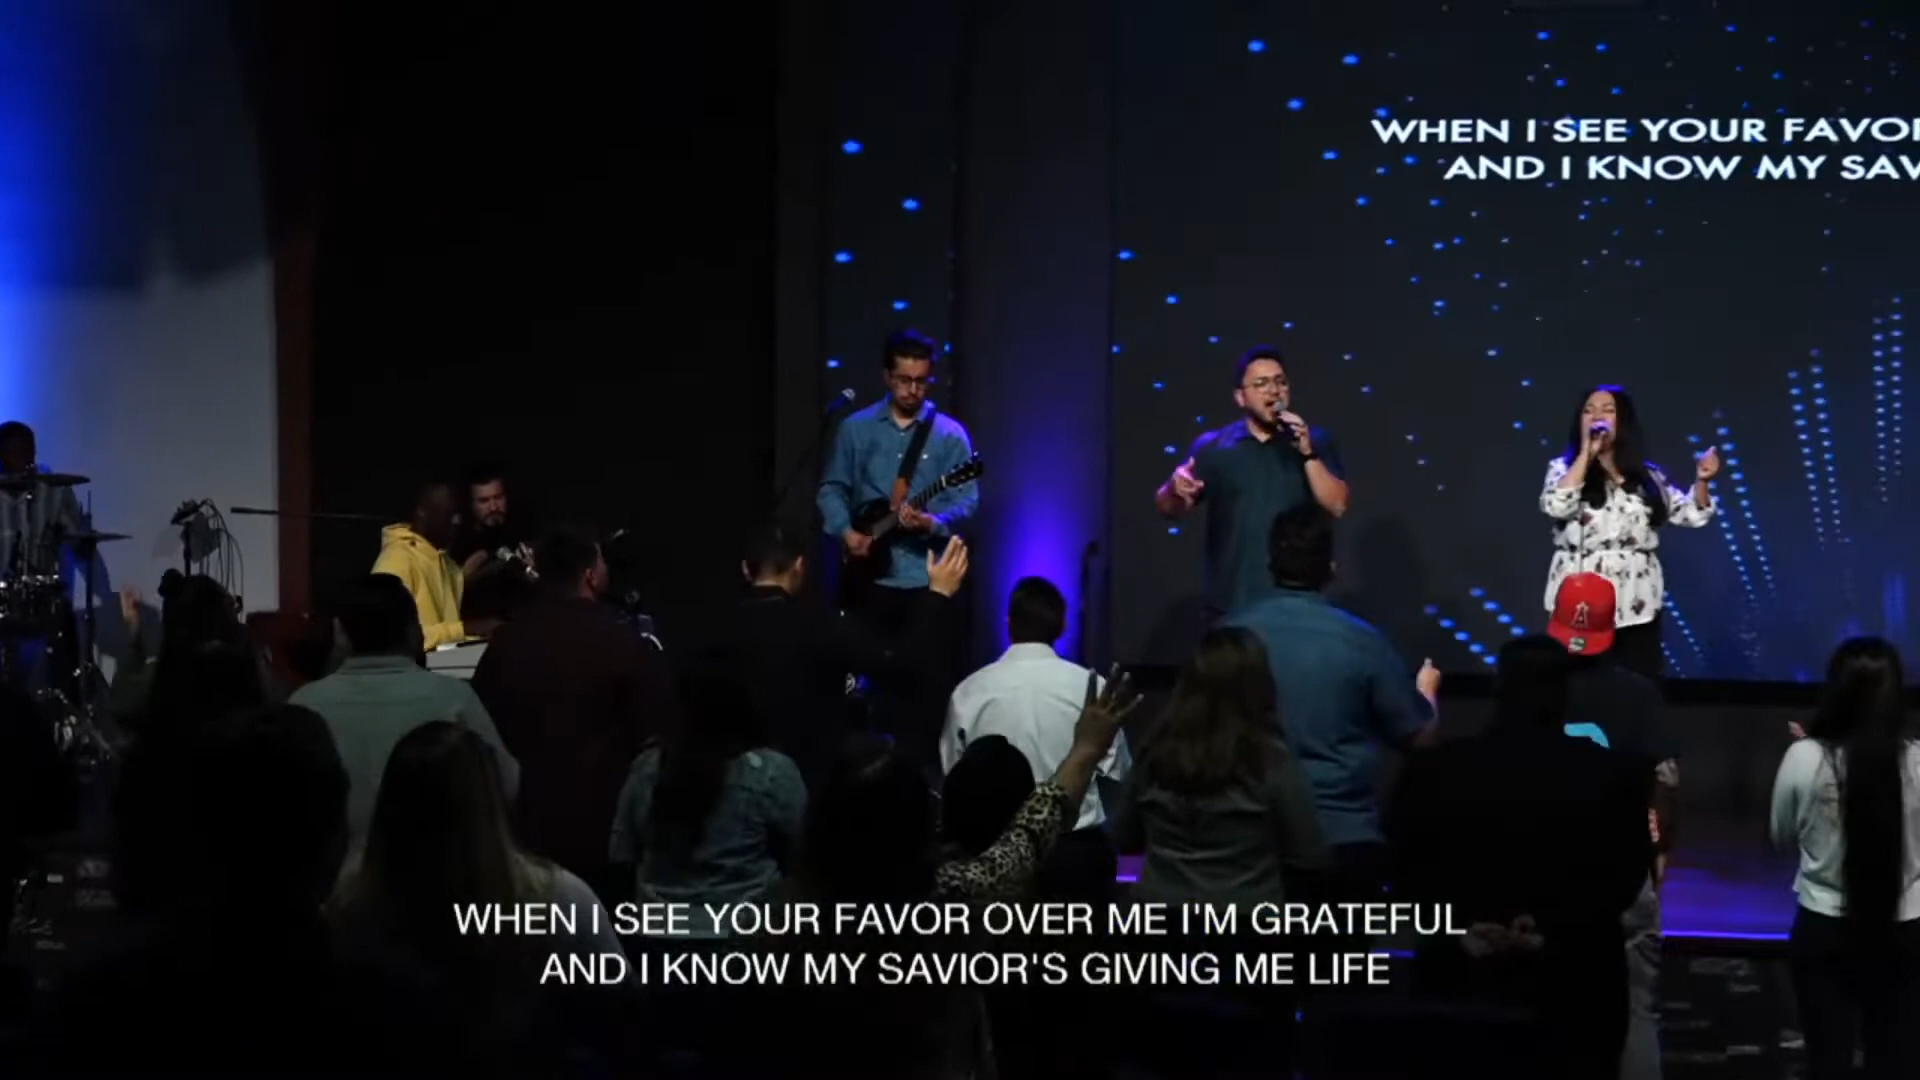 WHEN I SEE YOUR FAVOR
AND I KNOW MY SAV
A
WHEN I SEE YOUR FAVOR OVER ME I'M GRATEFUL
AND I KNOW MY SAVIOR'S GIVING ME LIFE